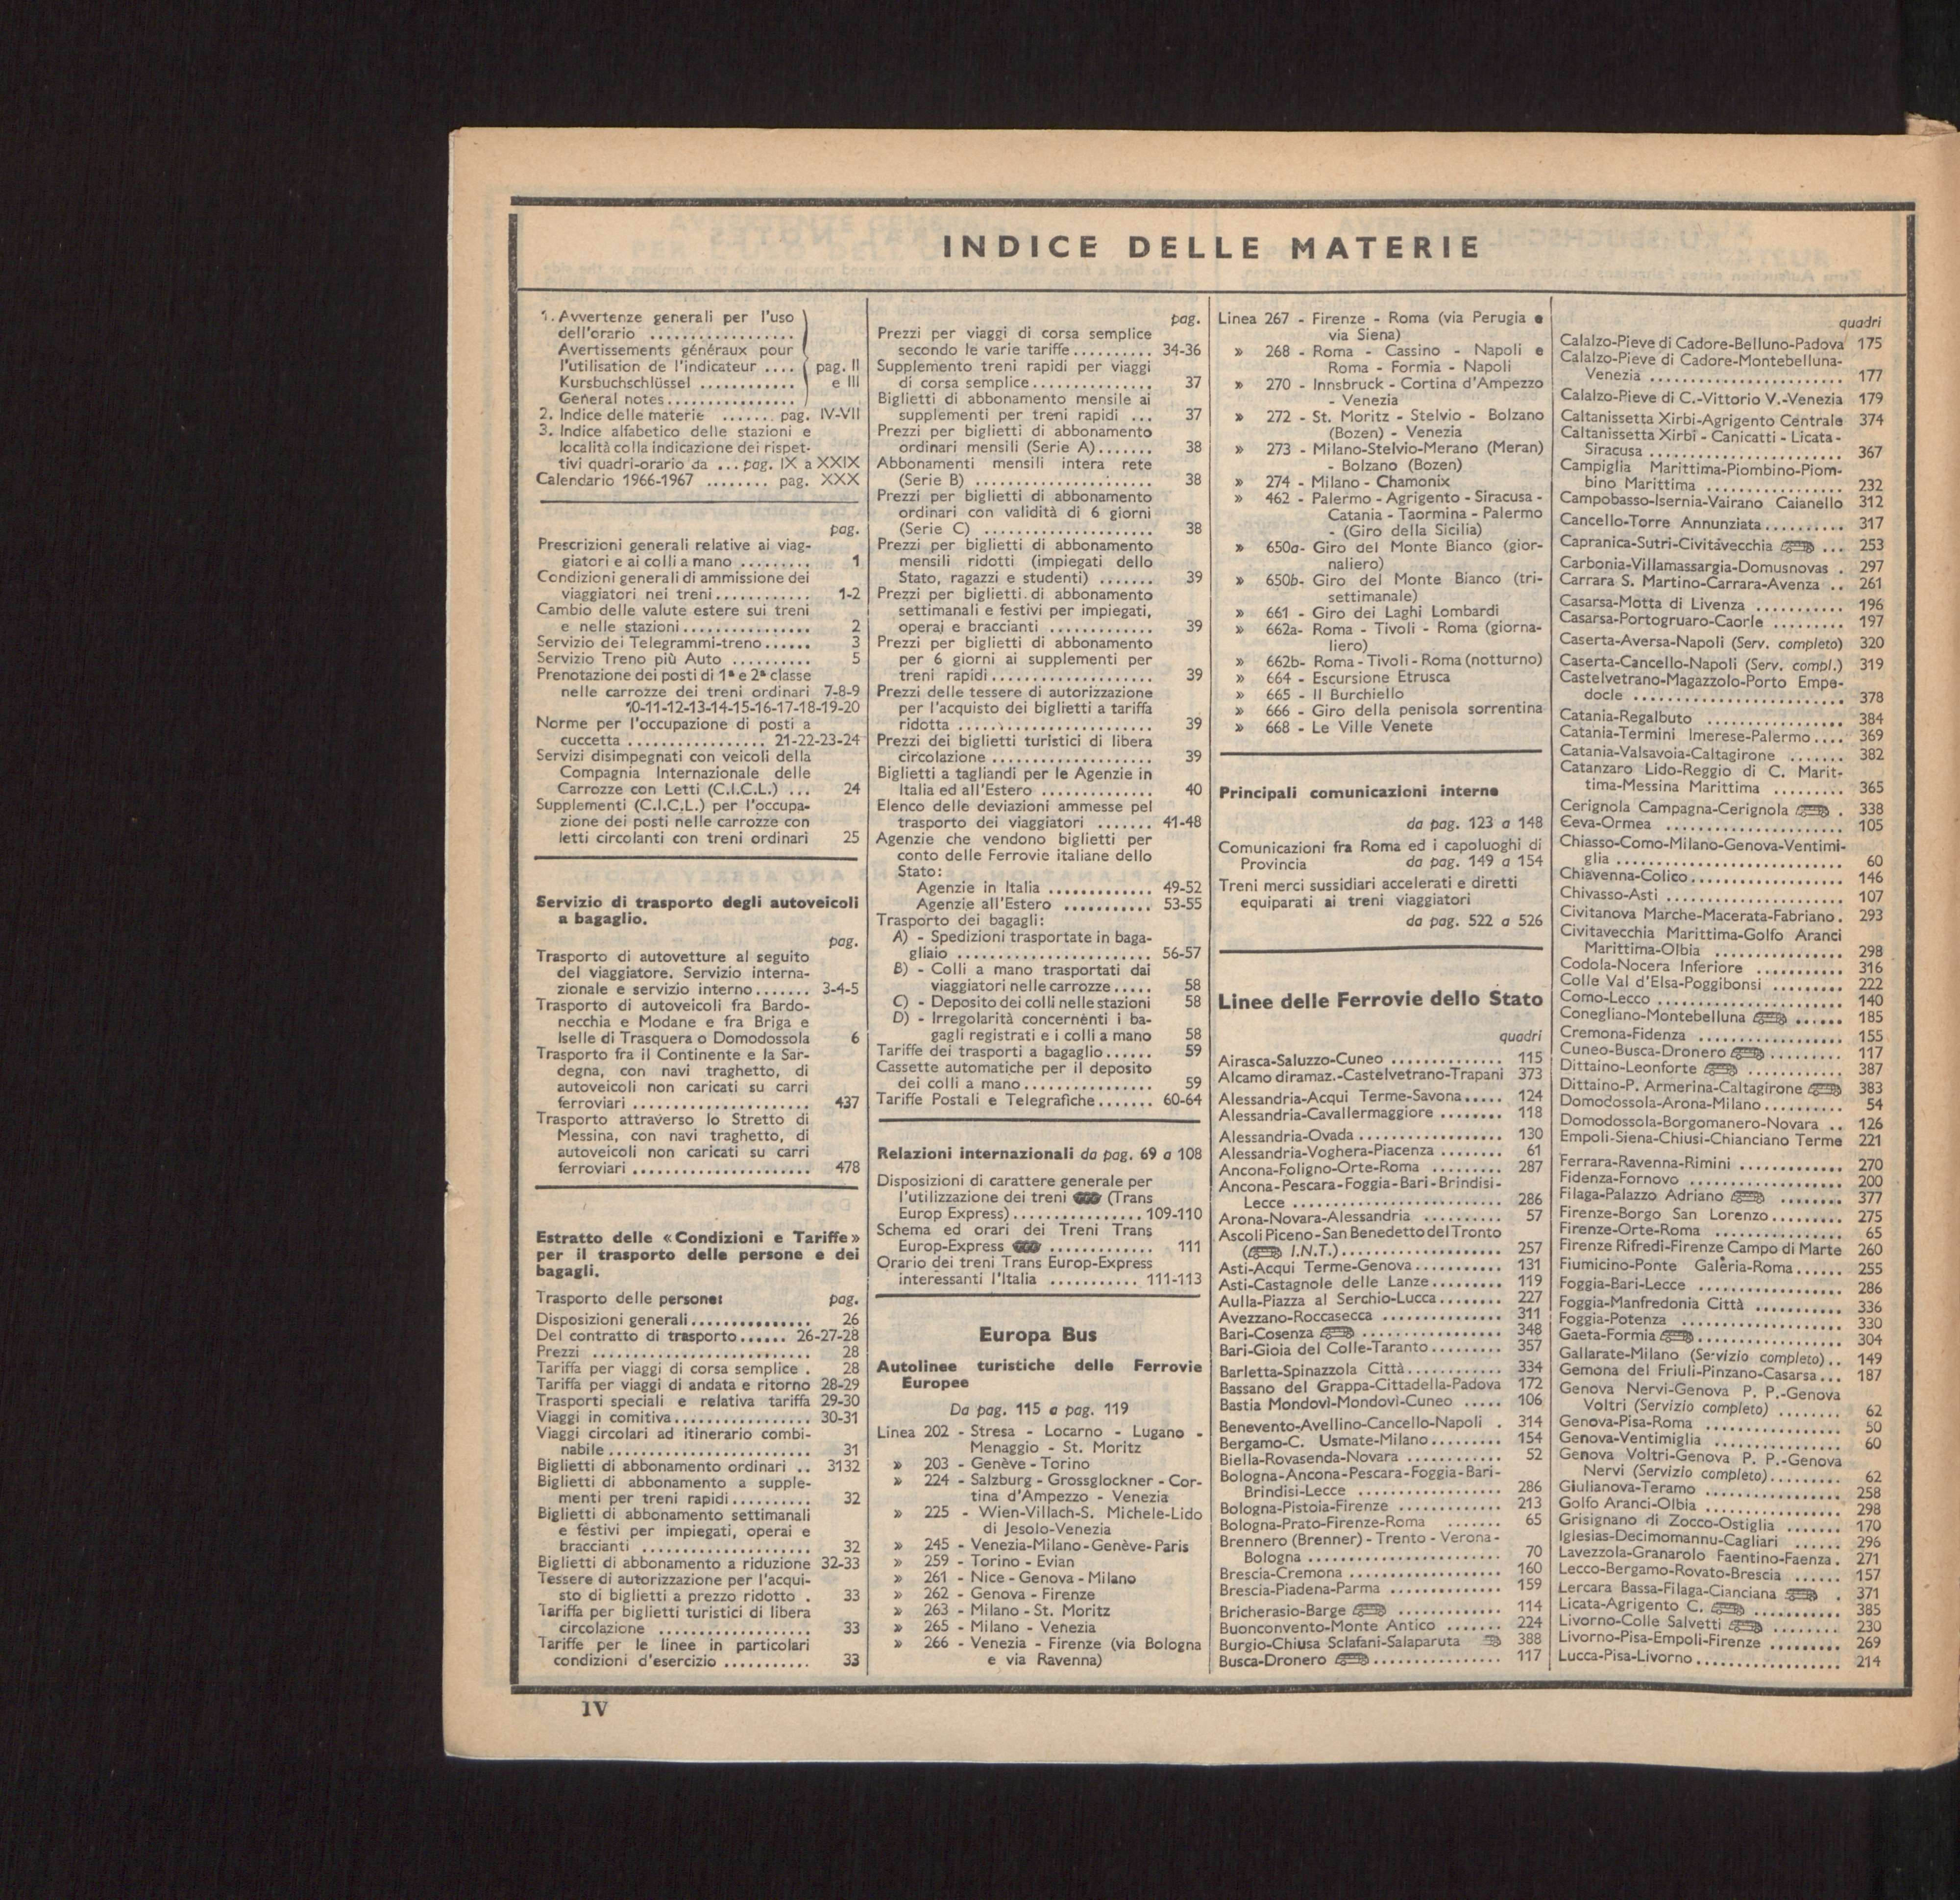 INDICE DELLE MATERIE
1. Avvertenze generali per l'uso
dell'orario ..................
Avertissements généraux pour
l'utilisation de l'indicateur .... pag. II
Kursbuchschlüssel ............ e III
General notes................
2. Indice delle materie ....... pag. IV-VII
3. Indice alfabetico delle stazioni e
località colla indicazione dei rispet-
tivi quadri-orario da ... pag. IX a XXIX
Calendario 1966-1967 ........ pag. XXX
pag.
Prescrizioni generali relative ai viag-
giatori e ai colli a mano ......... 1
Condizioni generali di ammissione dei
viaggiatori nei treni............ 1-2
Cambio delle valute estere sui treni
e nelle stazioni................ 2
Servizio dei Telegrammi-treno...... 3
Servizio Treno più Auto .......... 5
Prenotazione dei posti di 1ª e 2ª classe
nelle carrozze dei treni ordinari 7-8-9
10-11-12-13-14-15-16-17-18-19-20
Norme per l'occupazione di posti a
cuccetta ................. 21-22-23-24
Servizi disimpegnati con veicoli della
Compagnia Internazionale delle
Carrozze con Letti (C.I.C.L.) ... 24
Supplementi (C.I.C.L.) per l'occupa-
zione dei posti nelle carrozze con
letti circolanti con treni ordinari 25
Servizio di trasporto degli autoveicoli
a bagaglio.
pag.
Trasporto di autovetture al seguito
del viaggiatore. Servizio interna-
zionale e servizio interno....... 3-4-5
Trasporto di autoveicoli fra Bardo-
necchia e Modane e fra Briga e
Iselle di Trasquera o Domodossola 6
Trasporto fra il Continente e la Sar-
degna, con navi traghetto, di
autoveicoli non caricati su carri
ferroviari ...................... 437
Trasporto attraverso lo Stretto di
Messina, con navi traghetto, di
autoveicoli non caricati su carri
ferroviari ...................... 478
Estratto delle «Condizioni e Tariffe»
per il trasporto delle persone e dei
bagagli.
Trasporto delle persone: pag.
Disposizioni generali............... 26
Del contratto di trasporto...... 26-27-28
Prezzi ........................... 28
Tariffa per viaggi di corsa semplice . 28
Tariffa per viaggi di andata e ritorno 28-29
Trasporti speciali e relativa tariffa 29-30
Viaggi in comitiva................. 30-31
Viaggi circolari ad itinerario combi-
nabile......................... 31
Biglietti di abbonamento ordinari .. 3132
Biglietti di abbonamento a supple-
menti per treni rapidi.......... 32
Biglietti di abbonamento settimanali
e festivi per impiegati, operai e
braccianti ..................... 32
Biglietti di abbonamento a riduzione 32-33
Tessere di autorizzazione per l'acqui-
sto di biglietti a prezzo ridotto . 33
Tariffa per biglietti turistici di libera
circolazione .................. 33
Tariffe per le linee in particolari
condizioni d'esercizio ........... 33
pag.
Prezzi per viaggi di corsa semplice
secondo le varie tariffe.......... 34-36
Supplemento treni rapidi per viaggi
di corsa semplice............... 37
Biglietti di abbonamento mensile ai
supplementi per treni rapidi ... 37
Prezzi per biglietti di abbonamento
ordinari mensili (Serie A)....... 38
Abbonamenti mensili intera rete
(Serie B) ...................... 38
Prezzi per biglietti di abbonamento
ordinari con validità di 6 giorni
(Serie C) ..................... 38
Prezzi per biglietti di abbonamento
mensili ridotti (impiegati dello
Stato, ragazzi e studenti) ....... 39
Prezzi per biglietti di abbonamento
settimanali e festivi per impiegati,
operai e braccianti ............. 39
Prezzi per biglietti di abbonamento
per 6 giorni ai supplementi per
treni rapidi.................... 39
Prezzi delle tessere di autorizzazione
per l'acquisto dei biglietti a tariffa
ridotta ........................ 39
Prezzi dei biglietti turistici di libera
circolazione .................... 39
Biglietti a tagliandi per le Agenzie in
Italia ed all'Estero .............. 40
Elenco delle deviazioni ammesse pel
trasporto dei viaggiatori ....... 41-48
Agenzie che vendono biglietti per
conto delle Ferrovie italiane dello
Stato:
Agenzie in Italia ............ 49-52
Agenzie all'Estero ........... 53-55
Trasporto dei bagagli:
A) - Spedizioni trasportate in baga-
gliaio ..................... 56-57
B) - Colli a mano trasportati dai
viaggiatori nelle carrozze..... 58
C) - Deposito dei colli nelle stazioni 58
D) - Irregolarità concernenti i ba-
gagli registrati e i colli a mano 58
Tariffe dei trasporti a bagaglio...... 59
Cassette automatiche per il deposito
dei colli a mano................ 59
Tariffe Postali e Telegrafiche....... 60-64
Relazioni internazionali da pag. 69 a 108
Disposizioni di carattere generale per
l'utilizzazione dei treni (Trans
Europ Express)................ 109-110
Schema ed orari dei Treni Trans
Europ-Express ............. 111
Orario dei treni Trans Europ-Express
interessanti l'Italia ........... 111-113
Europa Bus
Autolinee turistiche delle Ferrovie
Europee
Da pag. 115 a pag. 119
Linea 202 - Stresa - Locarno - Lugano -
Menaggio - St. Moritz
» 203 - Genève - Torino
» 224 - Salzburg - Grossglockner - Cor-
tina d'Ampezzo - Venezia
» 225 - Wien-Villach-S. Michele-Lido
di Jesolo-Venezia
» 245 - Venezia-Milano-Genève-Paris
» 259 - Torino - Evian
» 261 - Nice - Genova - Milano
» 262 - Genova - Firenze
» 263 - Milano - St. Moritz
» 265 - Milano - Venezia
» 266 - Venezia - Firenze (via Bologna
e via Ravenna)
Linea 267 - Firenze - Roma (via Perugia e
via Siena)
» 268 - Roma - Cassino - Napoli e
Roma - Formia - Napoli
» 270 - Innsbruck - Cortina d'Ampezzo
- Venezia
» 272 - St. Moritz - Stelvio - Bolzano
(Bozen) - Venezia
» 273 - Milano-Stelvio-Merano (Meran)
- Bolzano (Bozen)
» 274 - Milano - Chamonix
» 462 - Palermo - Agrigento - Siracusa -
Catania - Taormina - Palermo
- (Giro della Sicilia)
» 650a- Giro del Monte Bianco (gior-
naliero)
» 650b- Giro del Monte Bianco (tri-
settimanale)
» 661 - Giro dei Laghi Lombardi
» 662a- Roma - Tivoli - Roma (giorna-
liero)
» 662b- Roma - Tivoli - Roma (notturno)
» 664 - Escursione Etrusca
» 665 - Il Burchiello
» 666 - Giro della penisola sorrentina
» 668 - Le Ville Venete
Principali comunicazioni interne
da pag. 123 a 148
Comunicazioni fra Roma ed i capoluoghi di
Provincia da pag. 149 a 154
Treni merci sussidiari accelerati e diretti
equiparati ai treni viaggiatori
da pag. 522 a 526
Linee delle Ferrovie dello Stato
quadri
Airasca-Saluzzo-Cuneo .............. 115
Alcamo diramaz.-Castelvetrano-Trapani 373
Alessandria-Acqui Terme-Savona..... 124
Alessandria-Cavallermaggiore ........ 118
Alessandria-Ovada .................. 130
Alessandria-Voghera-Piacenza ........ 61
Ancona-Foligno-Orte-Roma ......... 287
Ancona-Pescara-Foggia-Bari-Brindisi-
Lecce .......................... 286
Arona-Novara-Alessandria .......... 57
Ascoli Piceno-San Benedetto del Tronto
( I.N.T.).................... 257
Asti-Acqui Terme-Genova........... 131
Asti-Castagnole delle Lanze......... 119
Aulla-Piazza al Serchio-Lucca........ 227
Avezzano-Roccasecca ............... 311
Bari-Cosenza .................. 348
Bari-Gioia del Colle-Taranto........ 357
Barletta-Spinazzola Città............ 334
Bassano del Grappa-Cittadella-Padova 172
Bastia Mondovì-Mondovì-Cuneo ..... 106
Benevento-Avellino-Cancello-Napoli . 314
Bergamo-C. Usmate-Milano......... 154
Biella-Rovasenda-Novara ............ 52
Bologna-Ancona-Pescara-Foggia-Bari-
Brindisi-Lecce .................. 286
Bologna-Pistoia-Firenze ............. 213
Bologna-Prato-Firenze-Roma ....... 65
Brennero (Brenner) - Trento - Verona -
Bologna ........................ 70
Brescia-Cremona ................... 160
Brescia-Piadena-Parma .............. 159
Bricherasio-Barge ............. 114
Buonconvento-Monte Antico ....... 224
Burgio-Chiusa Sclafani-Salaparuta 388
Busca-Dronero ................ 117
quadri
Calalzo-Pieve di Cadore-Belluno-Padova 175
Calalzo-Pieve di Cadore-Montebelluna-
Venezia ........................ 177
Calalzo-Pieve di C.-Vittorio V.-Venezia 179
Caltanissetta Xirbi-Agrigento Centrale 374
Caltanissetta Xirbi - Canicattì - Licata -
Siracusa ........................ 367
Campiglia Marittima-Piombino-Piom-
bino Marittima ................. 232
Campobasso-Isernia-Vairano Caianello 312
Cancello-Torre Annunziata.......... 317
Capranica-Sutri-Civitavecchia ... 253
Carbonia-Villamassargia-Domusnovas . 297
Carrara S. Martino-Carrara-Avenza .. 261
Casarsa-Motta di Livenza ........... 196
Casarsa-Portogruaro-Caorle ......... 197
Caserta-Aversa-Napoli (Serv. completo) 320
Caserta-Cancello-Napoli (Serv. compl.) 319
Castelvetrano-Magazzolo-Porto Empe-
docle .......................... 378
Catania-Regalbuto ................. 384
Catania-Termini Imerese-Palermo.... 369
Catania-Valsavoia-Caltagirone ....... 382
Catanzaro Lido-Reggio di C. Marit-
tima-Messina Marittima ......... 365
Cerignola Campagna-Cerignola . 338
Ceva-Ormea ...................... 105
Chiasso-Como-Milano-Genova-Ventimi-
glia ............................ 60
Chiavenna-Colico................... 146
Chivasso-Asti ...................... 107
Civitanova Marche-Macerata-Fabriano. 293
Civitavecchia Marittima-Golfo Aranci
Marittima-Olbia ................ 298
Codola-Nocera Inferiore ........... 316
Colle Val d'Elsa-Poggibonsi ......... 222
Como-Lecco ....................... 140
Conegliano-Montebelluna ...... 185
Cremona-Fidenza .................. 155
Cuneo-Busca-Dronero ......... 117
Dittaino-Leonforte ............ 387
Dittaino-P. Armerina-Caltagirone 383
Domodossola-Arona-Milano.......... 54
Domodossola-Borgomanero-Novara .. 126
Empoli-Siena-Chiusi-Chianciano Terme 221
Ferrara-Ravenna-Rimini ............. 270
Fidenza-Fornovo ................... 200
Filaga-Palazzo Adriano ........ 377
Firenze-Borgo San Lorenzo......... 275
Firenze-Orte-Roma ................ 65
Firenze Rifredi-Firenze Campo di Marte 260
Fiumicino-Ponte Galeria-Roma...... 255
Foggia-Bari-Lecce .................. 286
Foggia-Manfredonia Città ........... 336
Foggia-Potenza .................... 330
Gaeta-Formia .................. 304
Gallarate-Milano (Servizio completo).. 149
Gemona del Friuli-Pinzano-Casarsa... 187
Genova Nervi-Genova P. P.-Genova
Voltri (Servizio completo) ........ 62
Genova-Pisa-Roma ................. 50
Genova-Ventimiglia ................ 60
Genova Voltri-Genova P. P.-Genova
Nervi (Servizio completo)......... 62
Giulianova-Teramo ................. 258
Golfo Aranci-Olbia ................. 298
Grisignano di Zocco-Ostiglia ....... 170
Iglesias-Decimomannu-Cagliari ...... 296
Lavezzola-Granarolo Faentino-Faenza. 271
Lecco-Bergamo-Rovato-Brescia ...... 157
Lercara Bassa-Filaga-Cianciana . 371
Licata-Agrigento C. ........... 385
Livorno-Colle Salvetti ........ 230
Livorno-Pisa-Empoli-Firenze ......... 269
Lucca-Pisa-Livorno.................. 214
IV